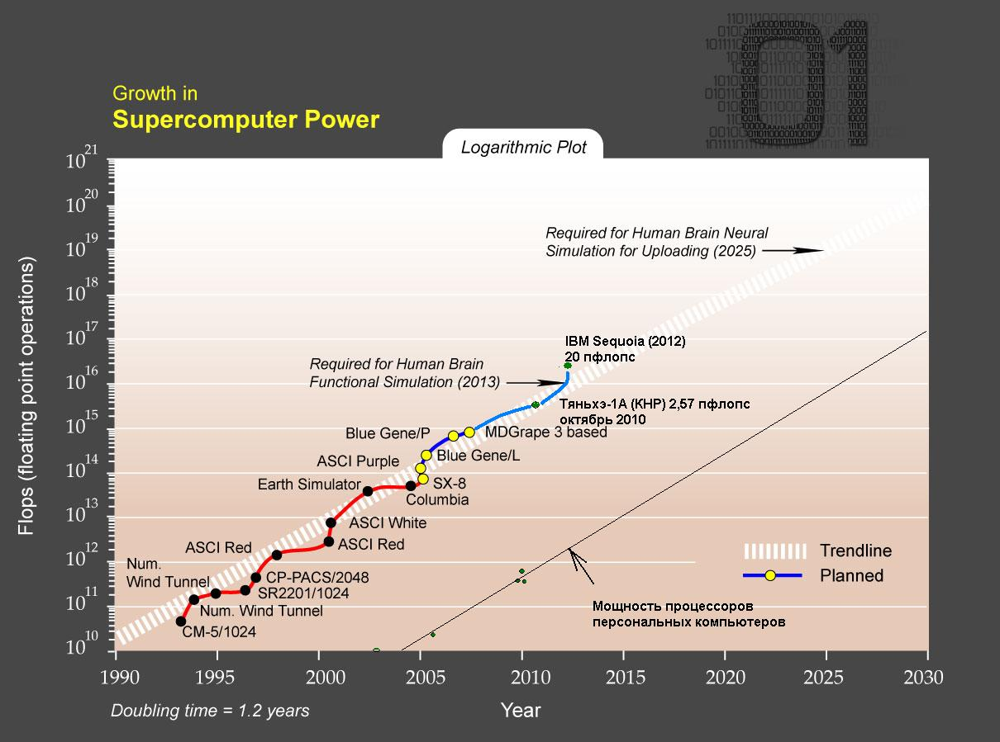 Growth in
Supercomputer Power
Logarithmic Plot
10^21
10^20
10^19
10^18
10^17
10^16
10^15
10^14
10^13
10^12
10^11
10^10
Flops (floating point operations)
Required for Human Brain Neural
Simulation for Uploading (2025)
IBM Sequoia (2012)
20 пфлопс
Required for Human Brain
Functional Simulation (2013)
Тяньхэ-1А (КНР) 2,57 пфлопс
октябрь 2010
Blue Gene/P
MDGrape 3 based
ASCI Purple
Blue Gene/L
Earth Simulator
SX-8
Columbia
ASCI White
ASCI Red
ASCI Red
Num.
Wind Tunnel
CP-PACS/2048
SR2201/1024
Num. Wind Tunnel
CM-5/1024
Trendline
Planned
Мощность процессоров
персональных компьютеров
1990
1995
2000
2005
2010
2015
2020
2025
2030
Doubling time = 1.2 years
Year